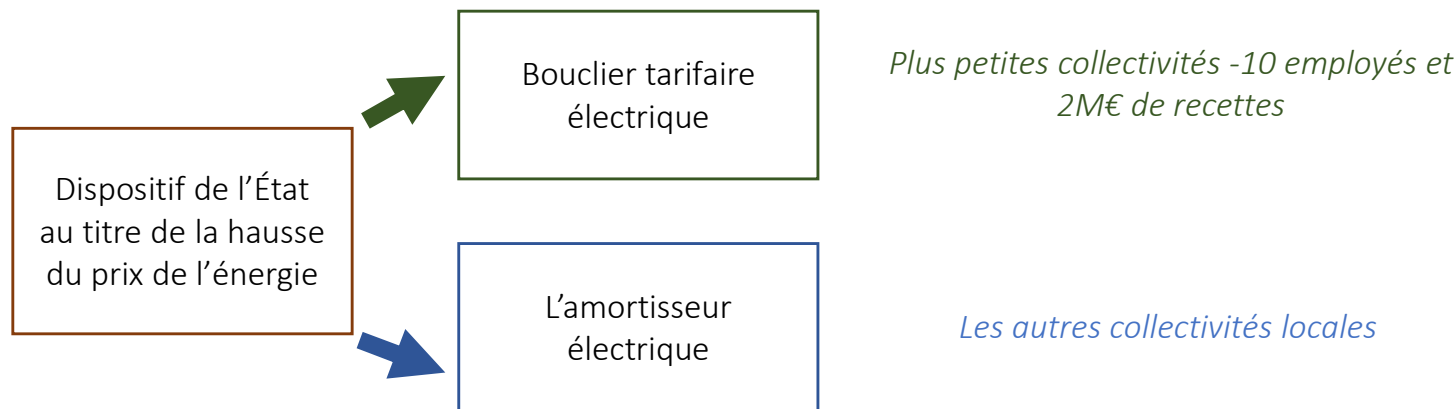 Dispositif de l’État
au titre de la hausse
du prix de l’énergie
Bouclier tarifaire
électrique
Plus petites collectivités -10 employés et
2M€ de recettes
L’amortisseur
électrique
Les autres collectivités locales